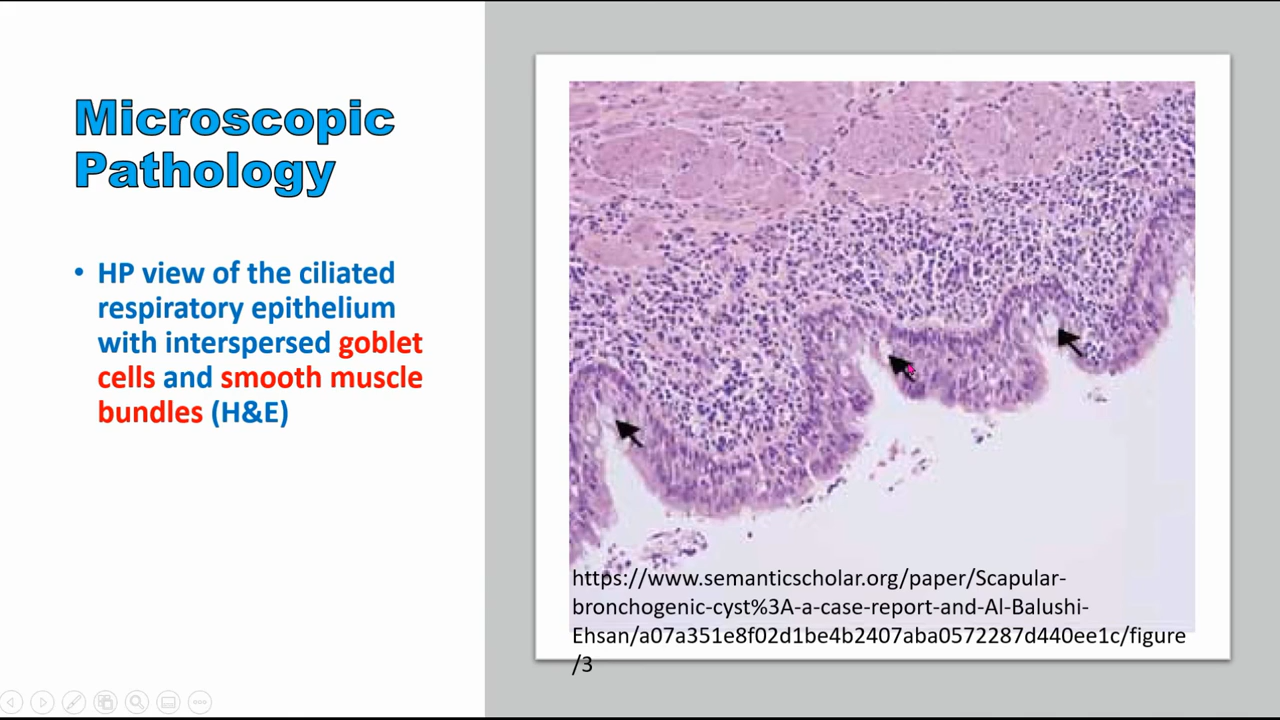 Microscopic
Pathology
• HP view of the ciliated
respiratory epithelium
with interspersed goblet
cells and smooth muscle
bundles (H&E)
https://www.semanticscholar.org/paper/Scapular-
bronchogenic-cyst%3A-a-case-report-and-Al-Balushi-
Ehsan/a07a351e8f02d1be4b2407aba0572287d440ee1c/figure
/3